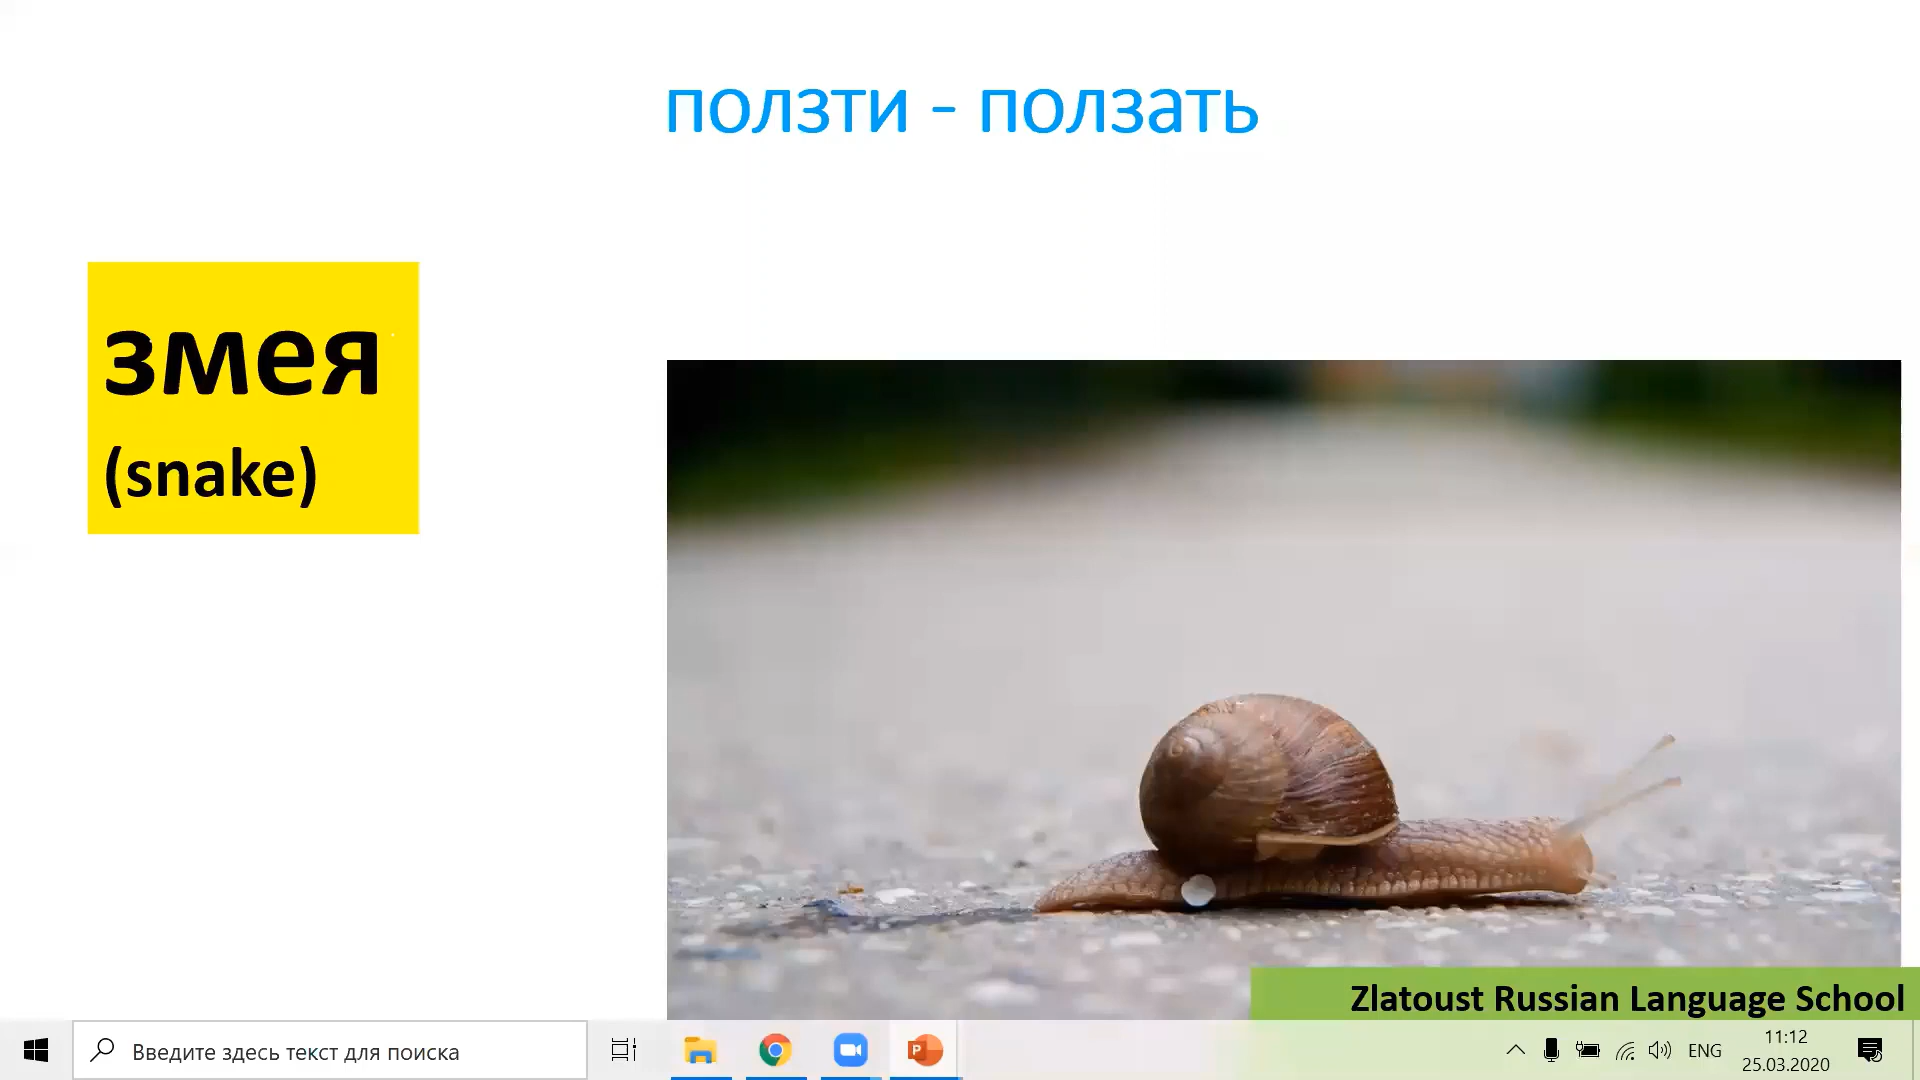 ползти - ползать
змея
(snake)
Zlatoust Russian Language School
Введите здесь текст для поиска
P
ENG
11:12
25.03.2020